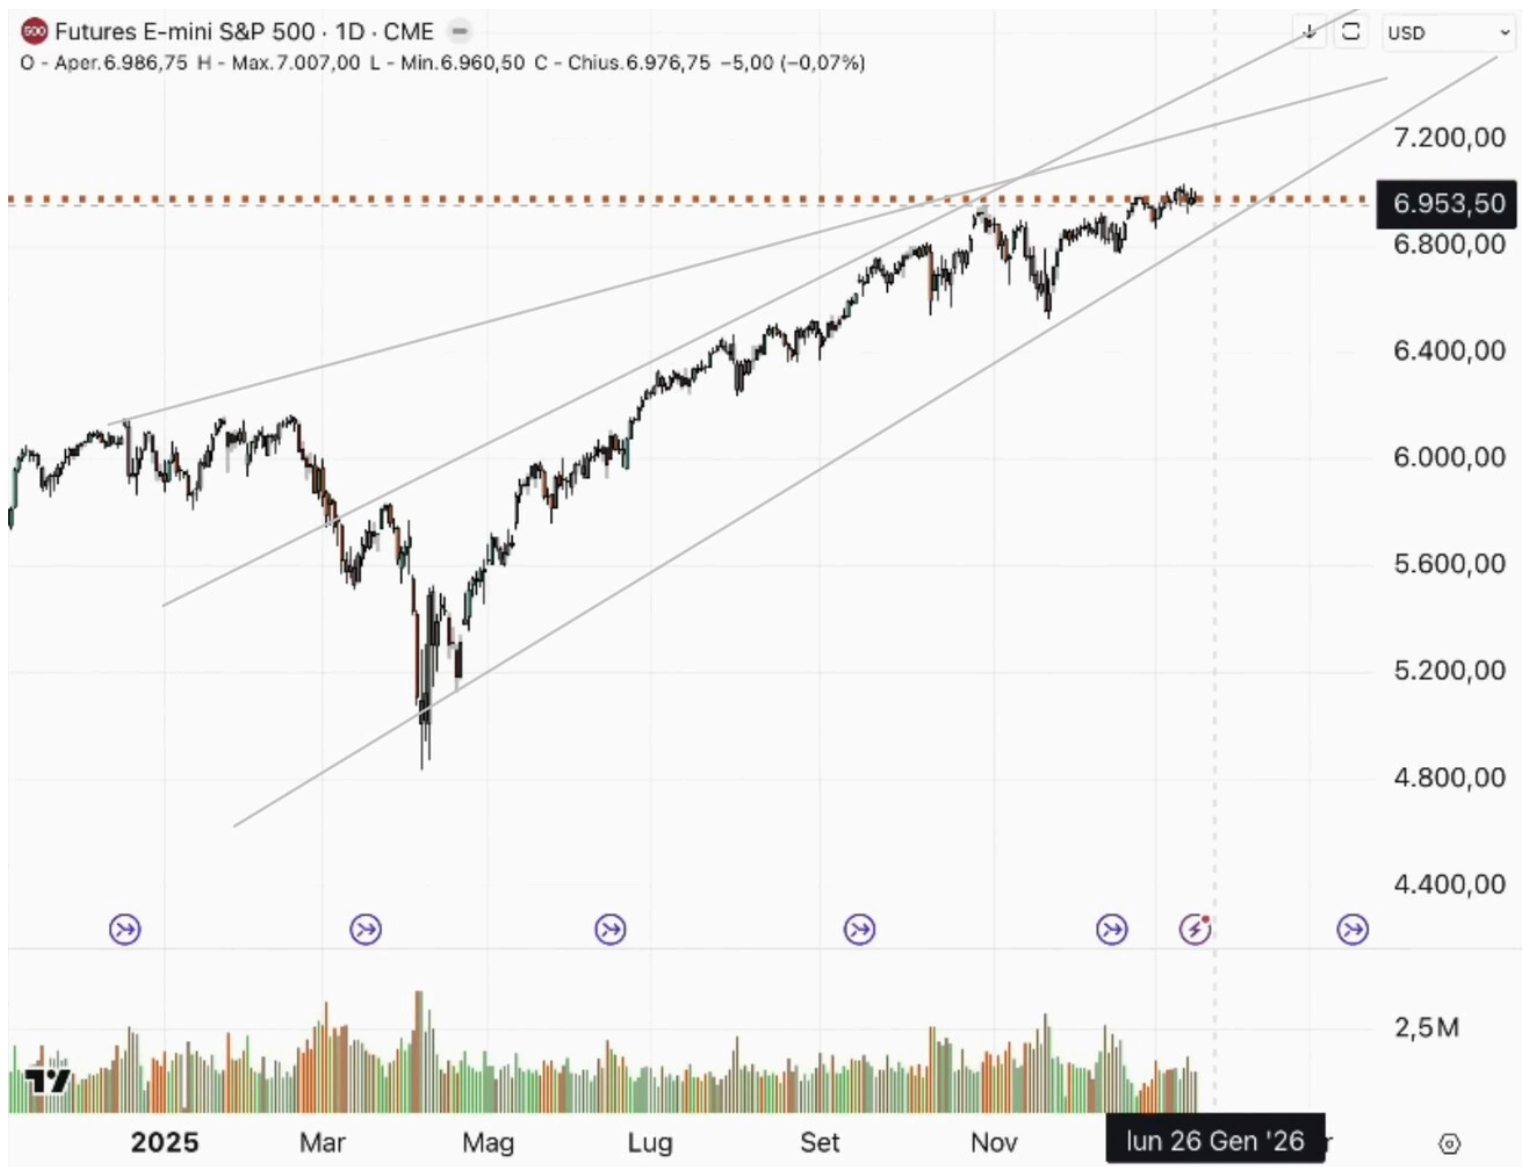 500 Futures E-mini S&P 500 · 1D · CME
USD
O - Aper.6.986,75 H - Max.7.007,00 L - Min.6.960,50 C - Chius.6.976,75 −5,00 (−0,07%)
7.200,00
6.953,50
6.800,00
6.400,00
6.000,00
5.600,00
5.200,00
4.800,00
4.400,00
2,5M
2025 Mar Mag Lug Set Nov lun 26 Gen '26